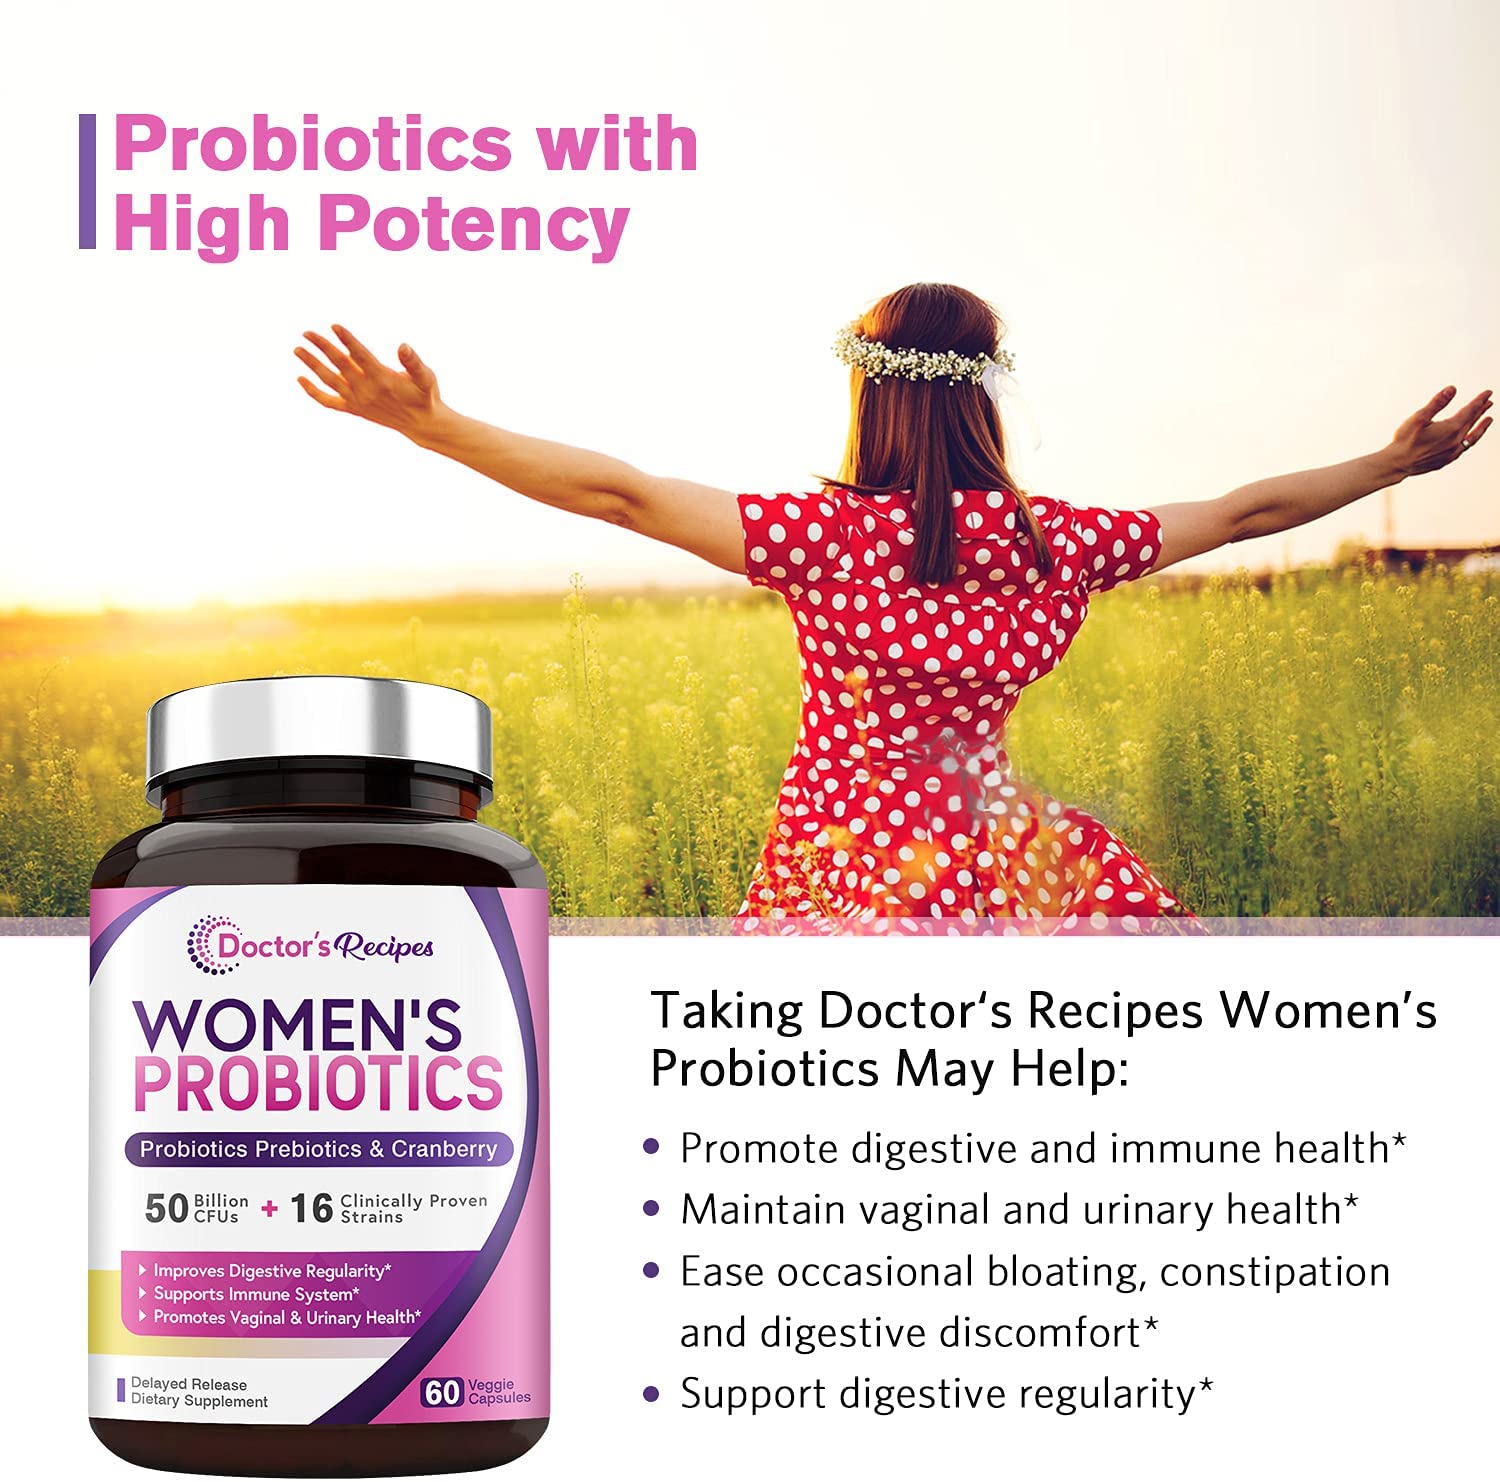 Probiotics with
High Potency
Doctor's Recipes
WOMEN'S
PROBIOTICS
Probiotics Prebiotics & Cranberry
50 Billion CFUs + 16 Clinically Proven Strains
Improves Digestive Regularity*
Supports Immune System*
Promotes Vaginal & Urinary Health*
Delayed Release
Dietary Supplement
60 Veggie Capsules
Taking Doctor‘s Recipes Women’s
Probiotics May Help:
• Promote digestive and immune health*
• Maintain vaginal and urinary health*
• Ease occasional bloating, constipation
and digestive discomfort*
• Support digestive regularity*